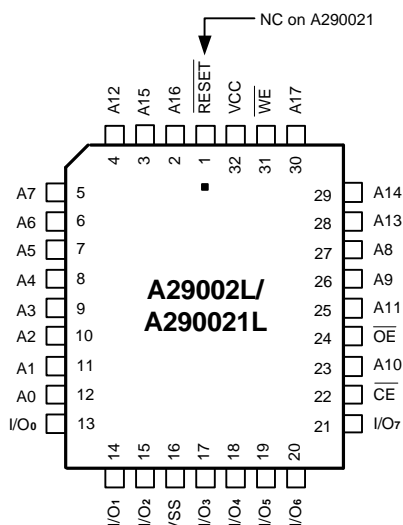 NC on A290021
A12
A15
A16
RESET
VCC
WE
A17
4
3
2
1
32
31
30
A7 5
A6 6
A5 7
A4 8
A3 9
A2 10
A1 11
A0 12
I/O0 13
A29002L/
A290021L
29 A14
28 A13
27 A8
26 A9
25 A11
24 OE
23 A10
22 CE
21 I/O7
14
15
16
17
18
19
20
I/O1
I/O2
VSS
I/O3
I/O4
I/O5
I/O6